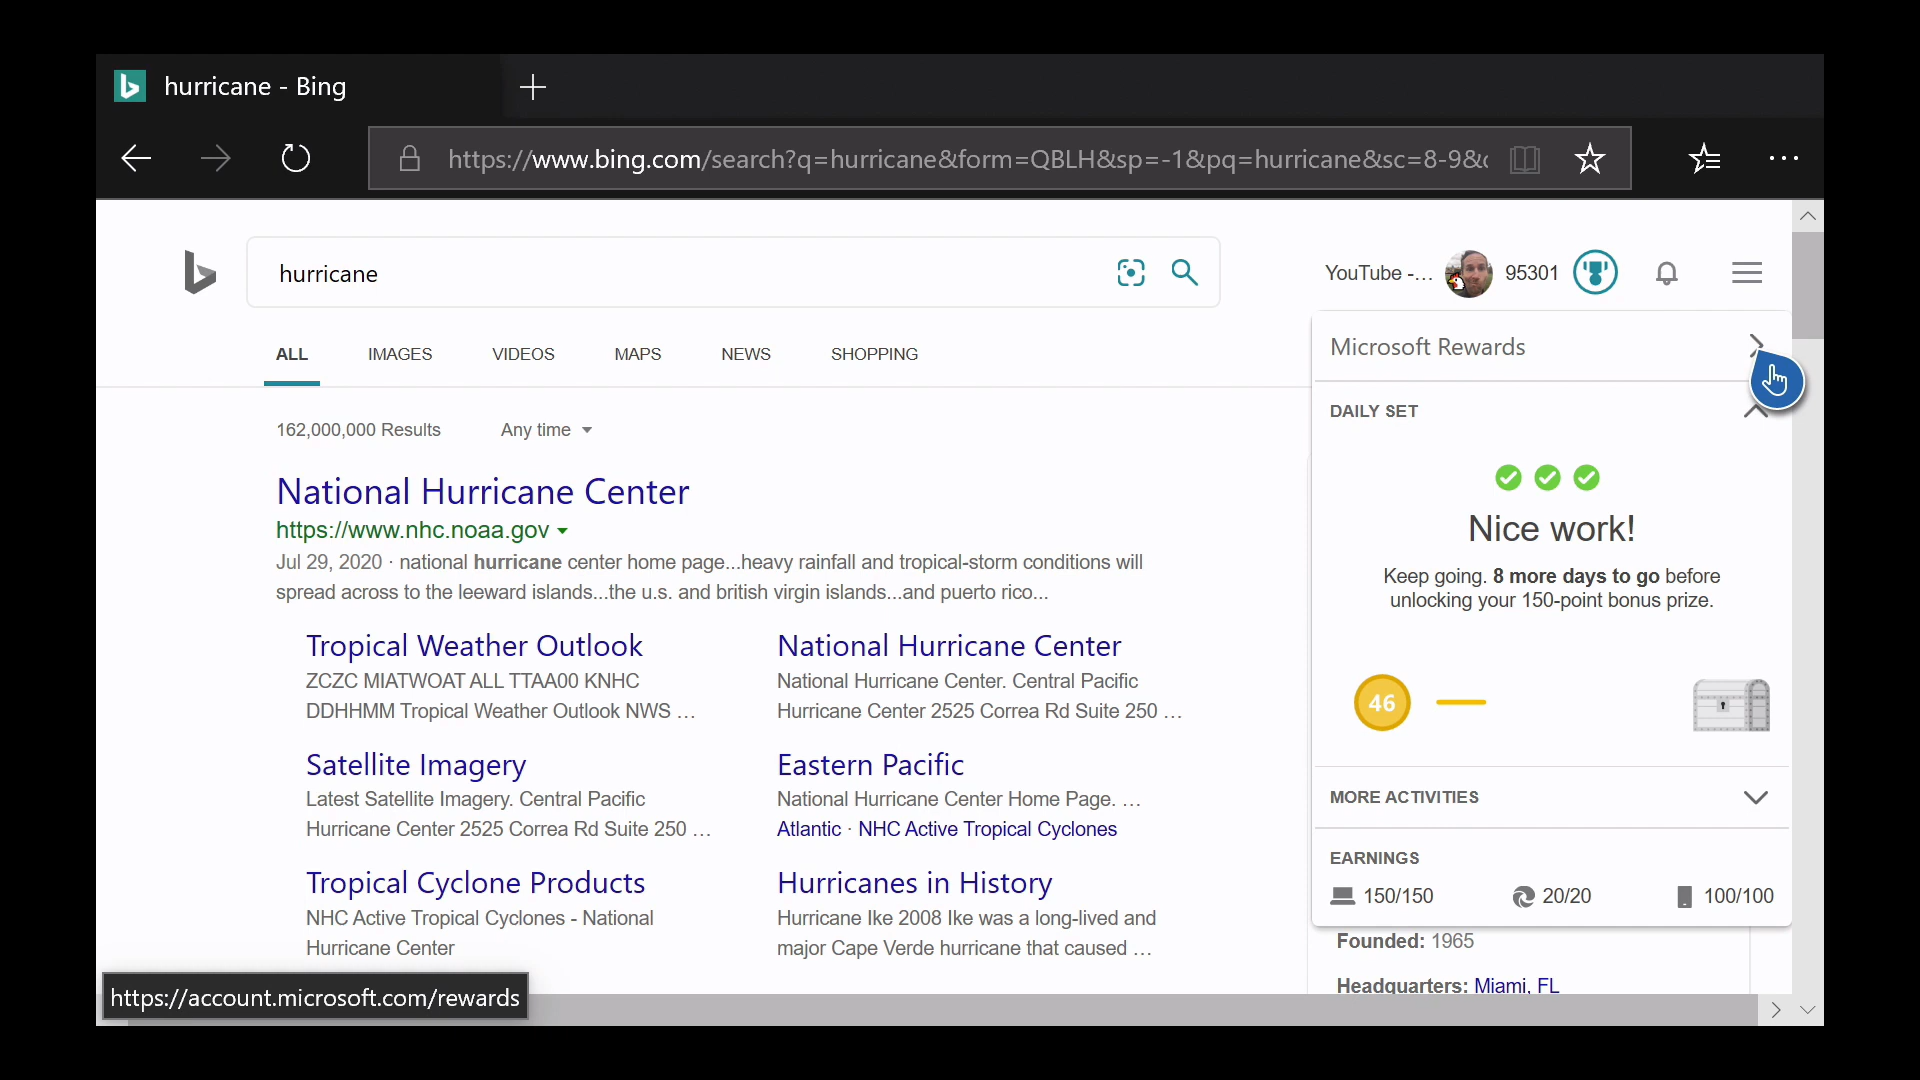 hurricane - Bing
https://www.bing.com/search?q=hurricane&form=QBLH&sp=-1&pq=hurricane&sc=8-9&c
hurricane
YouTube -...
95301
ALL
IMAGES
VIDEOS
MAPS
NEWS
SHOPPING
162,000,000 Results
Any time
National Hurricane Center
https://www.nhc.noaa.gov
Jul 29, 2020 · national hurricane center home page...heavy rainfall and tropical-storm conditions will
spread across to the leeward islands...the u.s. and british virgin islands...and puerto rico...
Tropical Weather Outlook
ZCZC MIATWOAT ALL TTAA00 KNHC
DDHHMM Tropical Weather Outlook NWS ...
National Hurricane Center
National Hurricane Center. Central Pacific
Hurricane Center 2525 Correa Rd Suite 250 ...
Satellite Imagery
Latest Satellite Imagery. Central Pacific
Hurricane Center 2525 Correa Rd Suite 250 ...
Eastern Pacific
National Hurricane Center Home Page. ...
Atlantic · NHC Active Tropical Cyclones
Tropical Cyclone Products
NHC Active Tropical Cyclones - National
Hurricane Center
Hurricanes in History
Hurricane Ike 2008 Ike was a long-lived and
major Cape Verde hurricane that caused ...
Microsoft Rewards
DAILY SET
Nice work!
Keep going. 8 more days to go before
unlocking your 150-point bonus prize.
46
MORE ACTIVITIES
EARNINGS
150/150
20/20
100/100
Founded: 1965
Headquarters: Miami, FL
https://account.microsoft.com/rewards